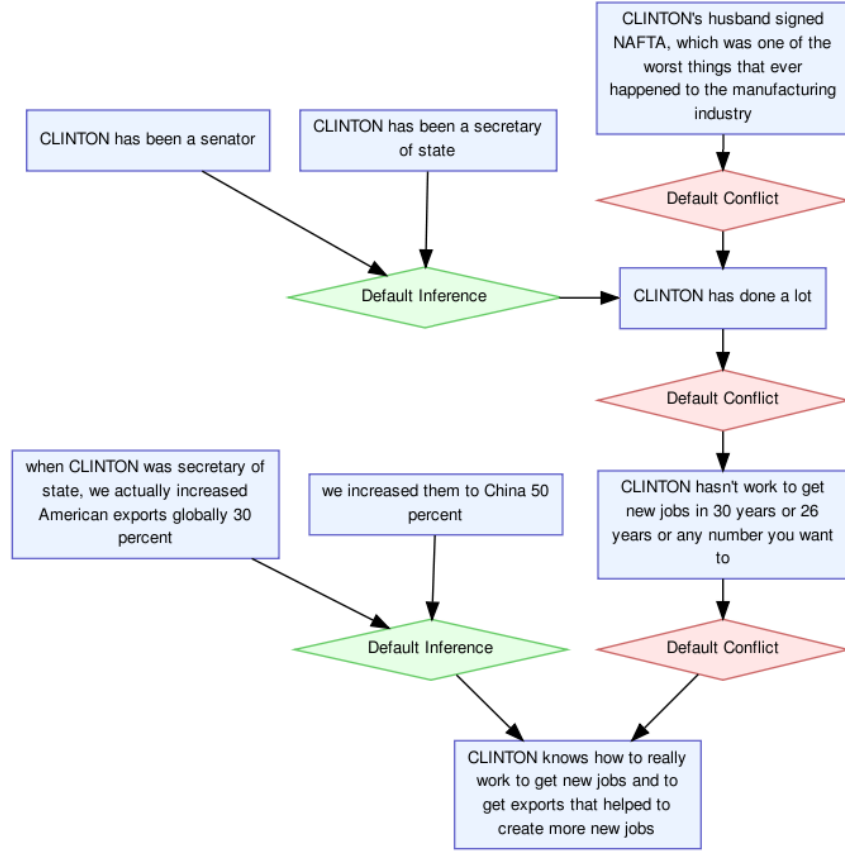 CLINTON's husband signed
NAFTA, which was one of the
worst things that ever
happened to the manufacturing
industry
CLINTON has been a senator
CLINTON has been a secretary
of state
Default Conflict
Default Inference
CLINTON has done a lot
Default Conflict
when CLINTON was secretary of
state, we actually increased
American exports globally 30
percent
we increased them to China 50
percent
CLINTON hasn't work to get
new jobs in 30 years or 26
years or any number you want
to
Default Inference
Default Conflict
CLINTON knows how to really
work to get new jobs and to
get exports that helped to
create more new jobs